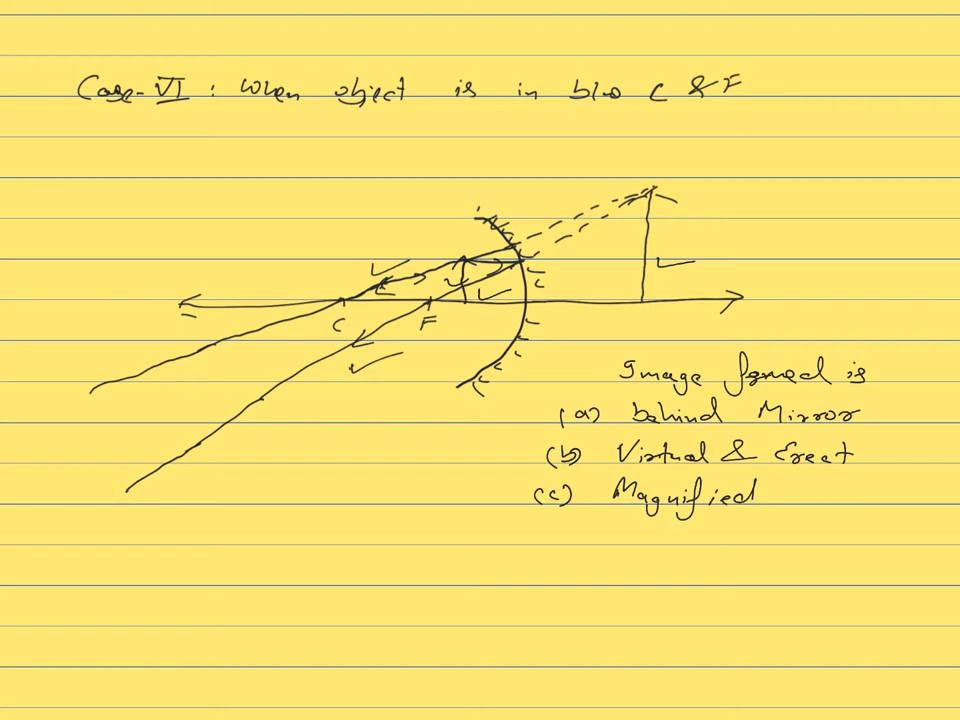 Case-VI : When object is in b/w C & F
C
F
Image formed is
(a) behind Mirror
(b) Virtual & Erect
(c) Magnified